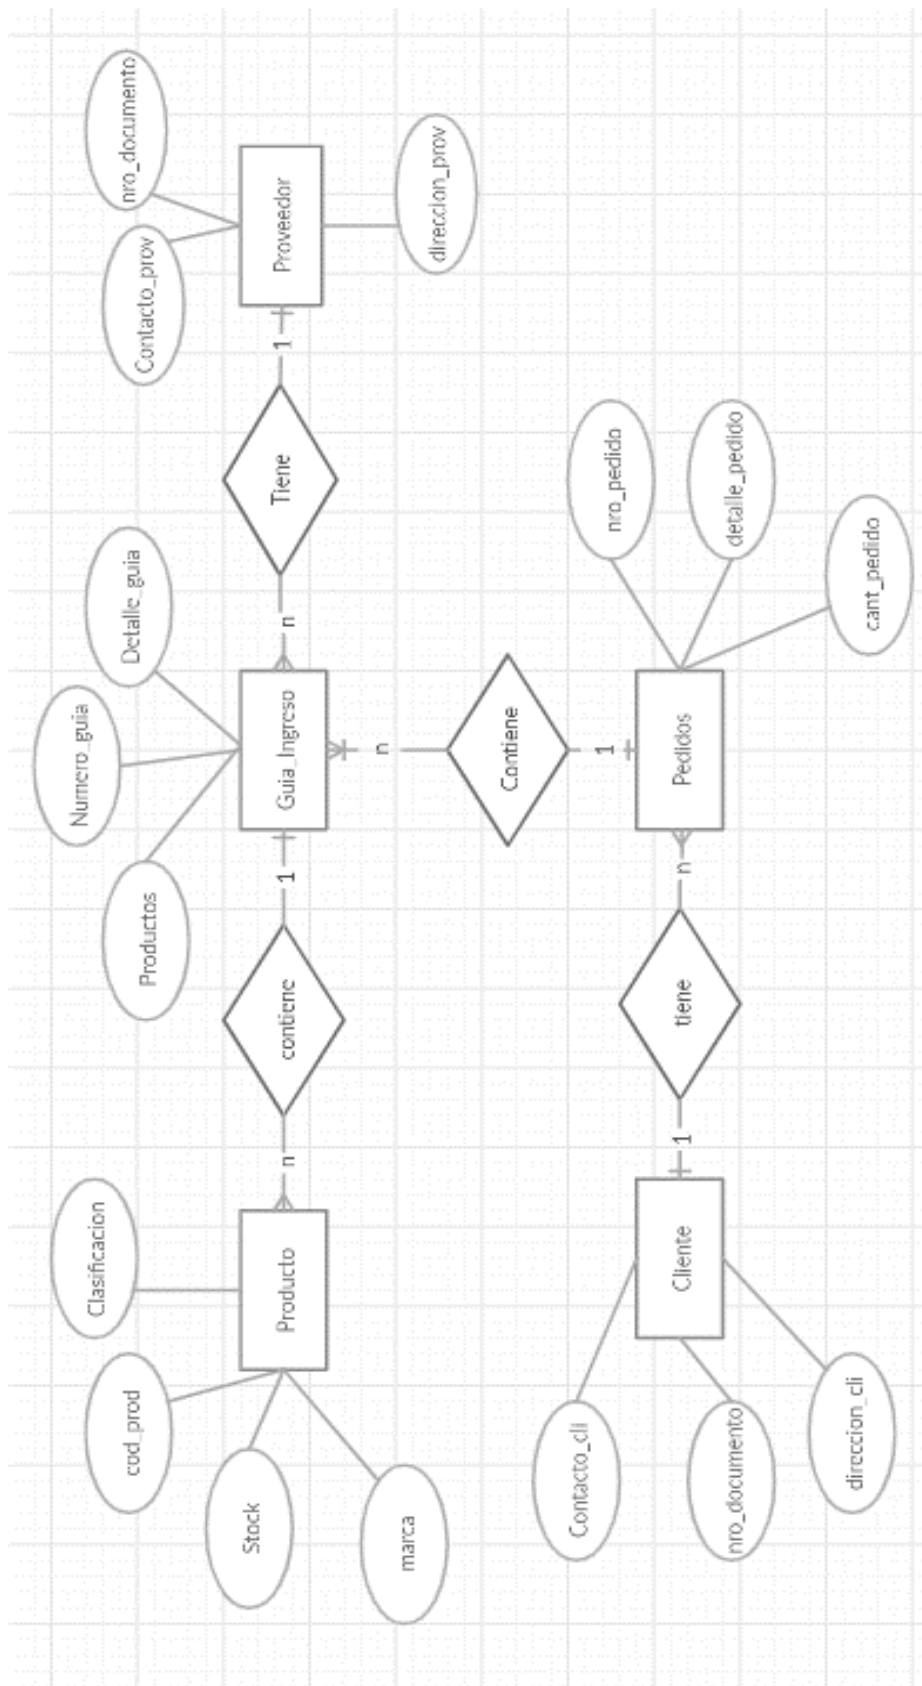 Numero_guia
Clasificacion
nro_documento
cod_prod
Detalle_guia
Productos
Contacto_prov
Stock
Producto
n
contiene
1
Guia_Ingreso
n
Tiene
1
Proveedor
n
marca
direccion_prov
Contiene
Contacto_cli
1
nro_pedido
Cliente
1
tiene
n
Pedidos
nro_documento
detalle_pedido
direccion_cli
cant_pedido